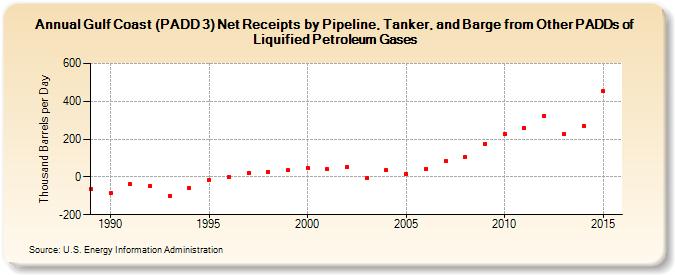 Annual Gulf Coast (PADD 3) Net Receipts by Pipeline, Tanker, and Barge from Other PADDs of
Liquified Petroleum Gases
Thousand Barrels per Day
600
400
200
0
-200
1990
1995
2000
2005
2010
2015
Source: U.S. Energy Information Administration